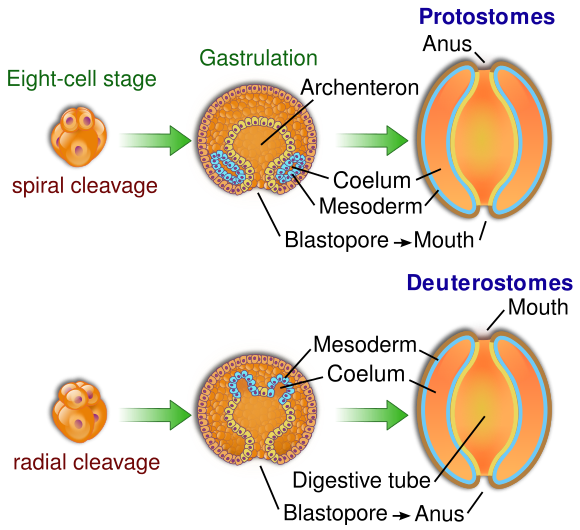 Protostomes
Anus
Gastrulation
Eight-cell stage
Archenteron
spiral cleavage
Coelum
Mesoderm
Blastopore → Mouth
Deuterostomes
Mouth
Mesoderm
Coelum
radial cleavage
Digestive tube
Blastopore → Anus